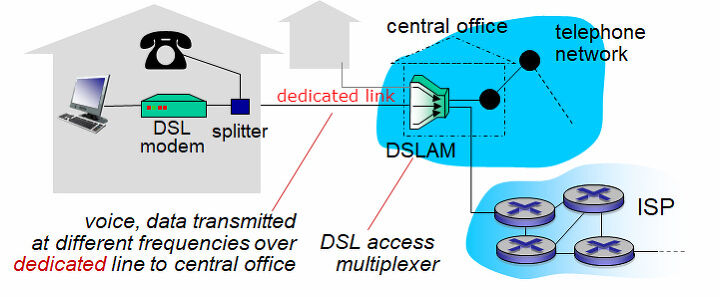 central office
telephone
network
dedicated link
DSL
modem
splitter
DSLAM
ISP
voice, data transmitted
at different frequencies over
dedicated line to central office
DSL access
multiplexer